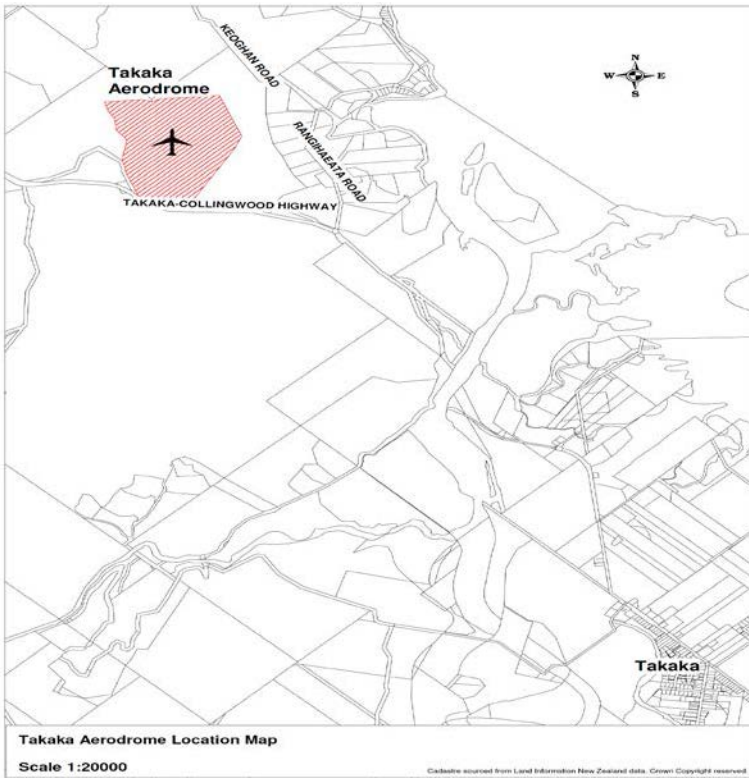 KEOGHAN ROAD
Takaka
Aerodrome
N
W E
S
RANGIHAEATA ROAD
TAKAKA-COLLINGWOOD HIGHWAY
Takaka
Takaka Aerodrome Location Map
Scale 1:20000
Cadastre sourced from Land Information New Zealand data. Crown Copyright reserved